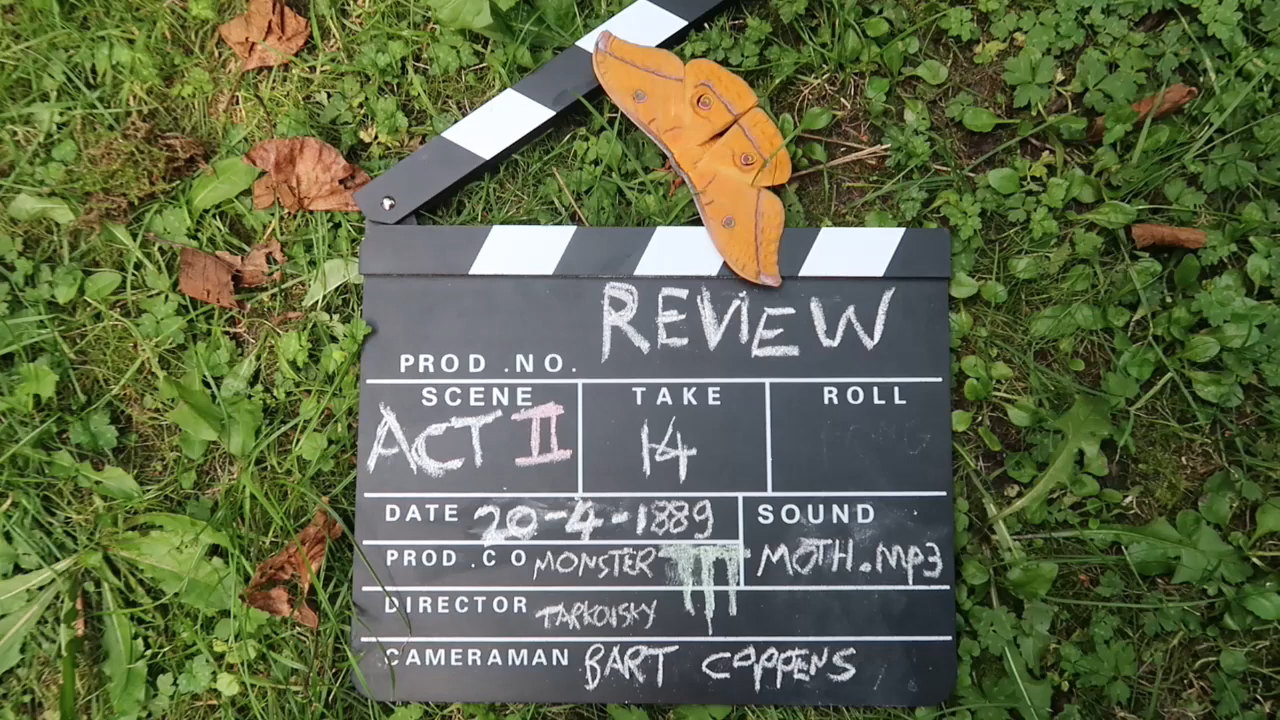 REVIEW
PROD .NO.
SCENE TAKE ROLL
ACT II 14
DATE 20-4-1889 SOUND
PROD .CO MONSTER MOTH.mp3
DIRECTOR TARKOVSKY
CAMERAMAN BART COPPENS